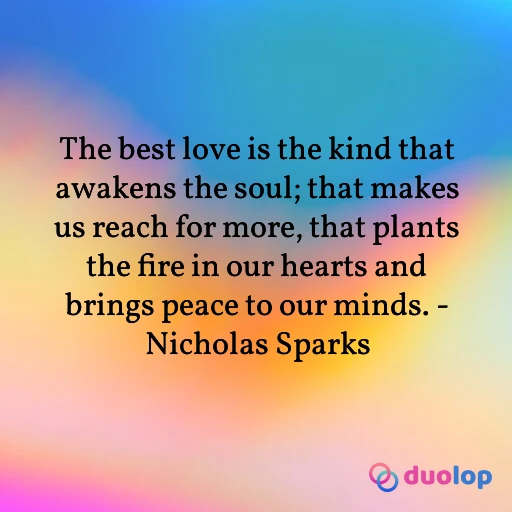 The best love is the kind that
awakens the soul; that makes
us reach for more, that plants
the fire in our hearts and
brings peace to our minds. -
Nicholas Sparks
duolop